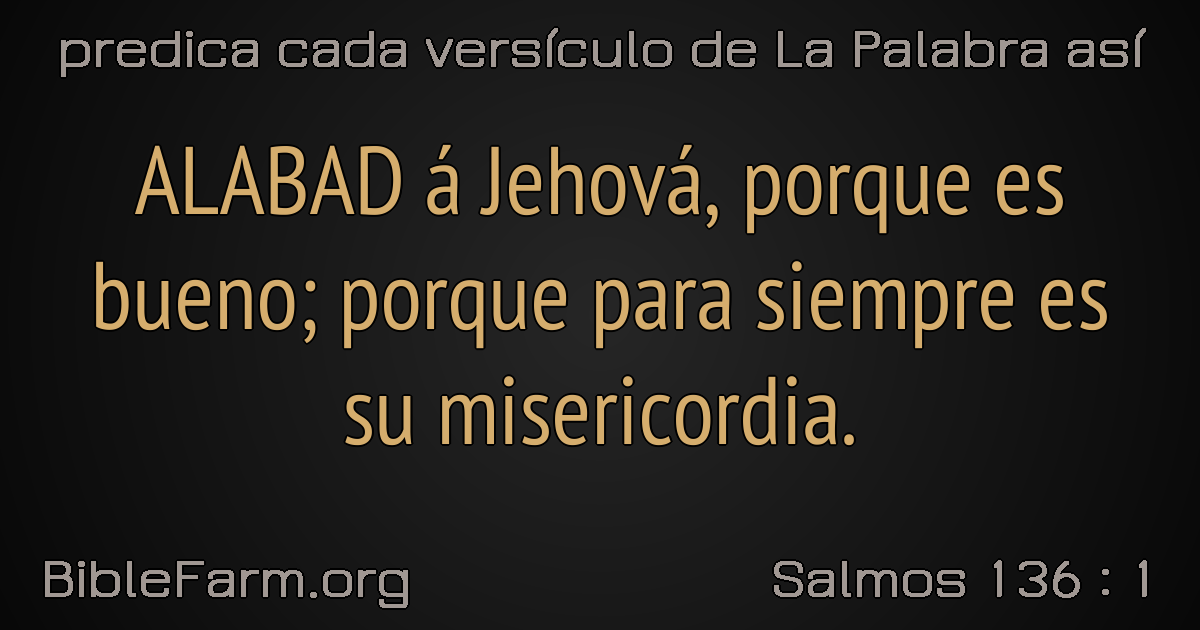 predica cada versículo de La Palabra así
ALABAD á Jehová, porque es
bueno; porque para siempre es
su misericordia.
BibleFarm.org
Salmos 136 : 1